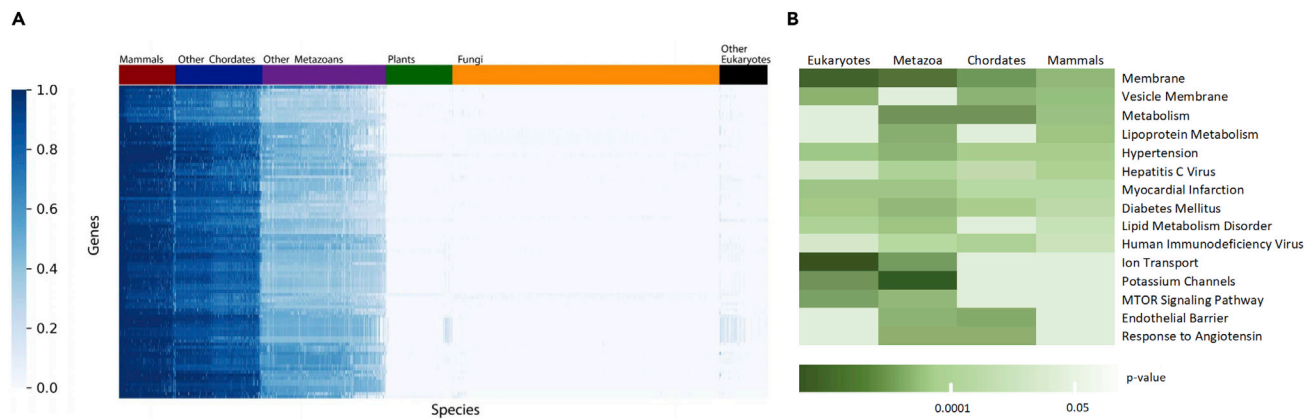 A
Mammals Other Chordates Other Metazoans Plants Fungi Other Eukaryotes
1.0
0.8
0.6
0.4
0.2
0.0
Genes
Species
B
Eukaryotes Metazoa Chordates Mammals
Membrane
Vesicle Membrane
Metabolism
Lipoprotein Metabolism
Hypertension
Hepatitis C Virus
Myocardial Infarction
Diabetes Mellitus
Lipid Metabolism Disorder
Human Immunodeficiency Virus
Ion Transport
Potassium Channels
MTOR Signaling Pathway
Endothelial Barrier
Response to Angiotensin
p-value
0.0001 0.05